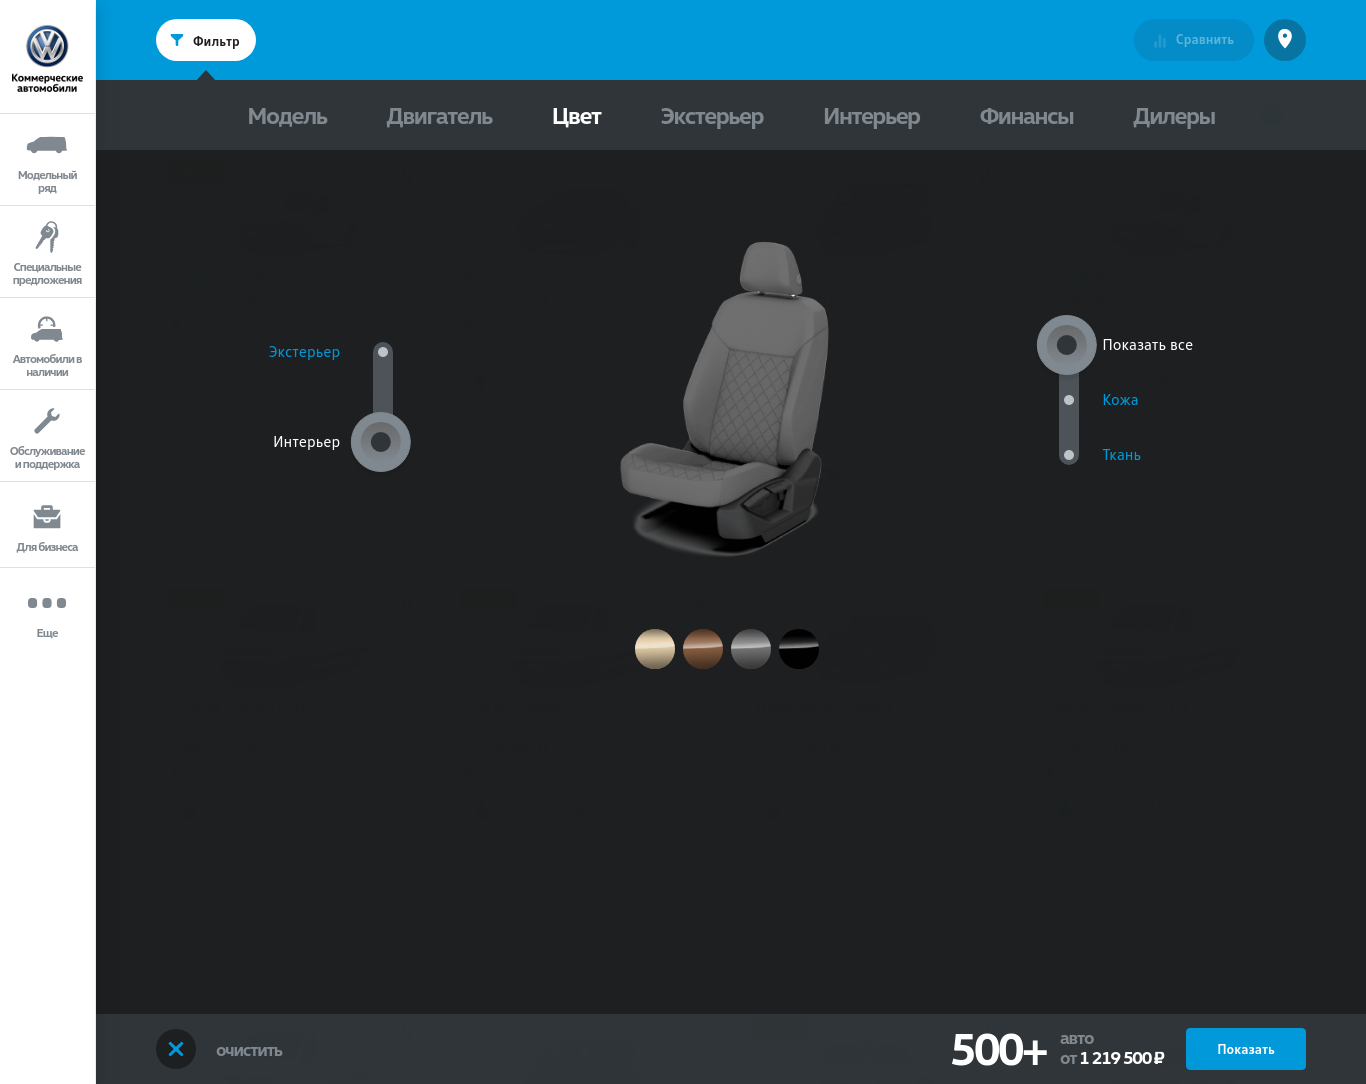 Коммерческие
автомобили
Модельный
ряд
Специальные
предложения
Автомобили в
наличии
Обслуживание
и поддержка
Для бизнеса
Еще
Фильтр
Сравнить
Модель Двигатель Цвет Экстерьер Интерьер Финансы Дилеры
Экстерьер
Интерьер
Показать все
Кожа
Ткань
очистить
500+
авто
от 1 219 500 ₽
Показать